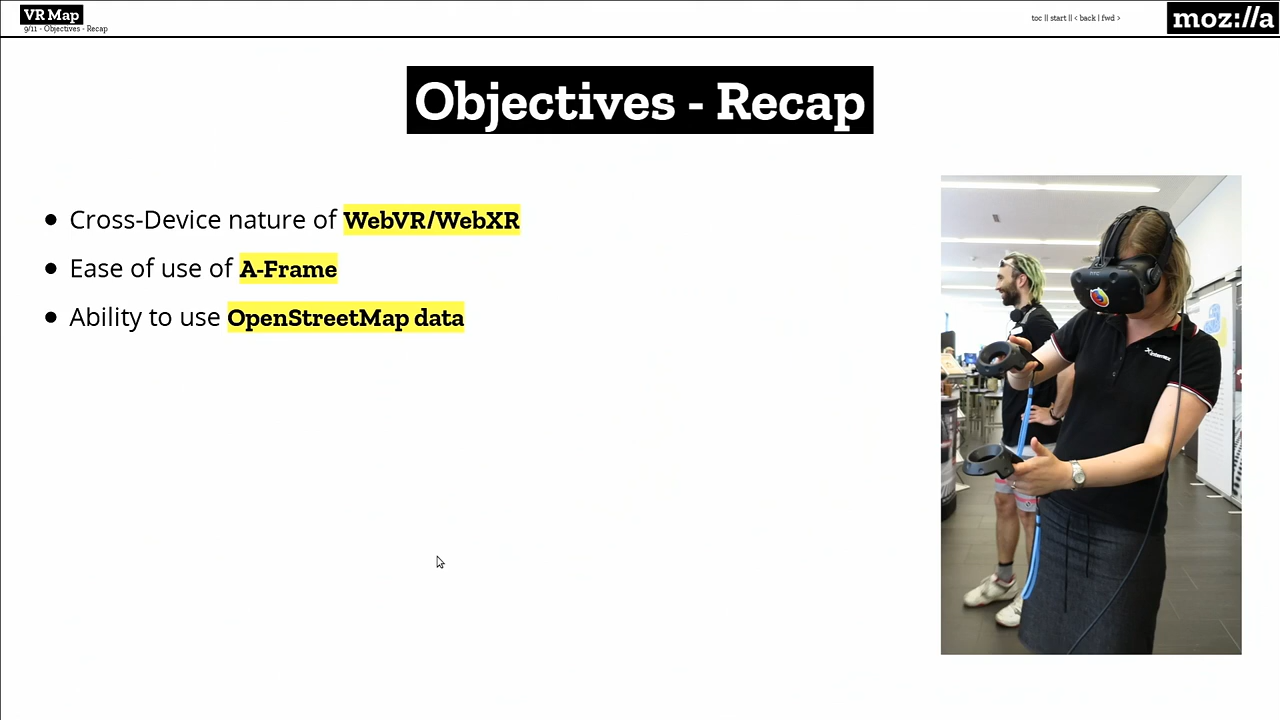 VR Map
9/11 - Objectives - Recap
toc || start || < back | fwd >
moz://a
Objectives - Recap
Cross-Device nature of WebVR/WebXR
Ease of use of A-Frame
Ability to use OpenStreetMap data